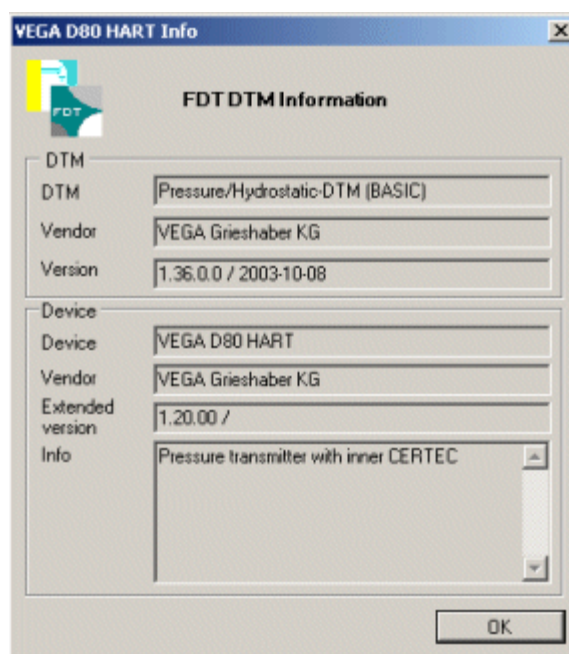 VEGA D80 HART Info
FDT DTM Information
FDT
DTM
DTM Pressure/Hydrostatic-DTM (BASIC)
Vendor VEGA Grieshaber KG
Version 1.36.0.0 / 2003-10-08
Device
Device VEGA D80 HART
Vendor VEGA Grieshaber KG
Extended
version 1.20.00 /
Info Pressure transmitter with inner CERTEC
OK